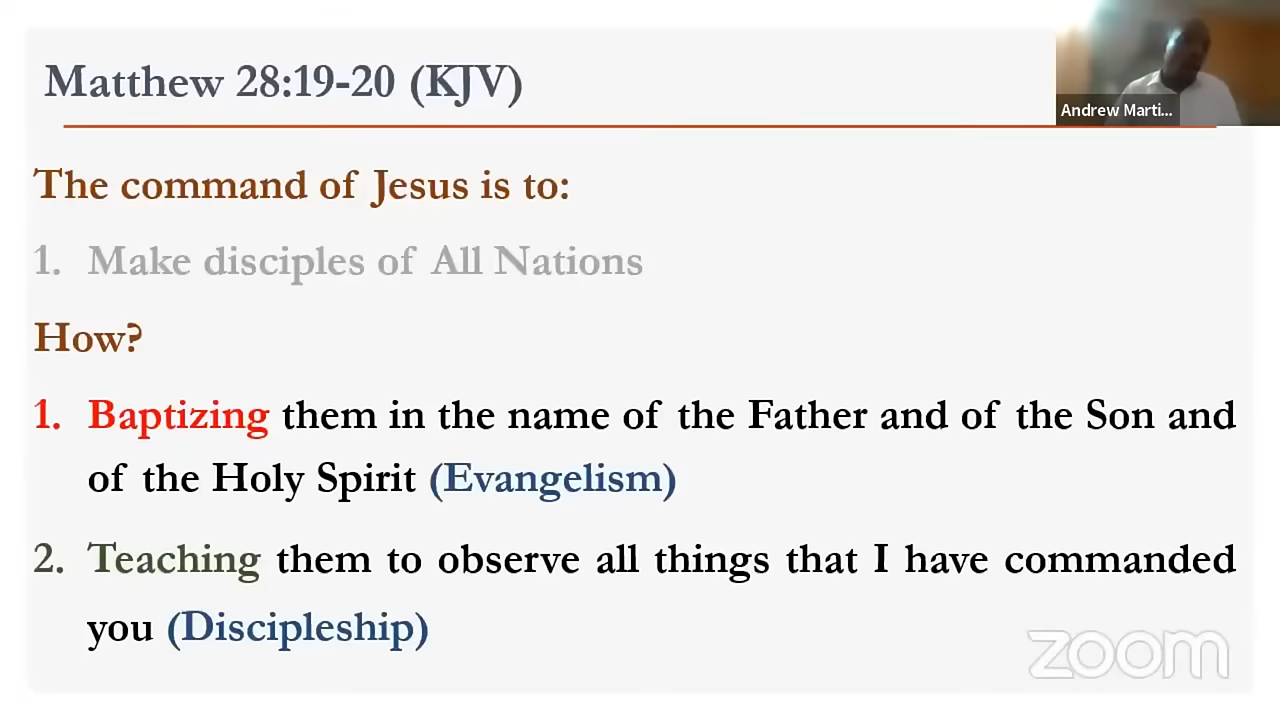 Matthew 28:19-20 (KJV)
Andrew Marti...
The command of Jesus is to:
1. Make disciples of All Nations
How?
1. Baptizing them in the name of the Father and of the Son and
of the Holy Spirit (Evangelism)
2. Teaching them to observe all things that I have commanded
you (Discipleship)
zoom